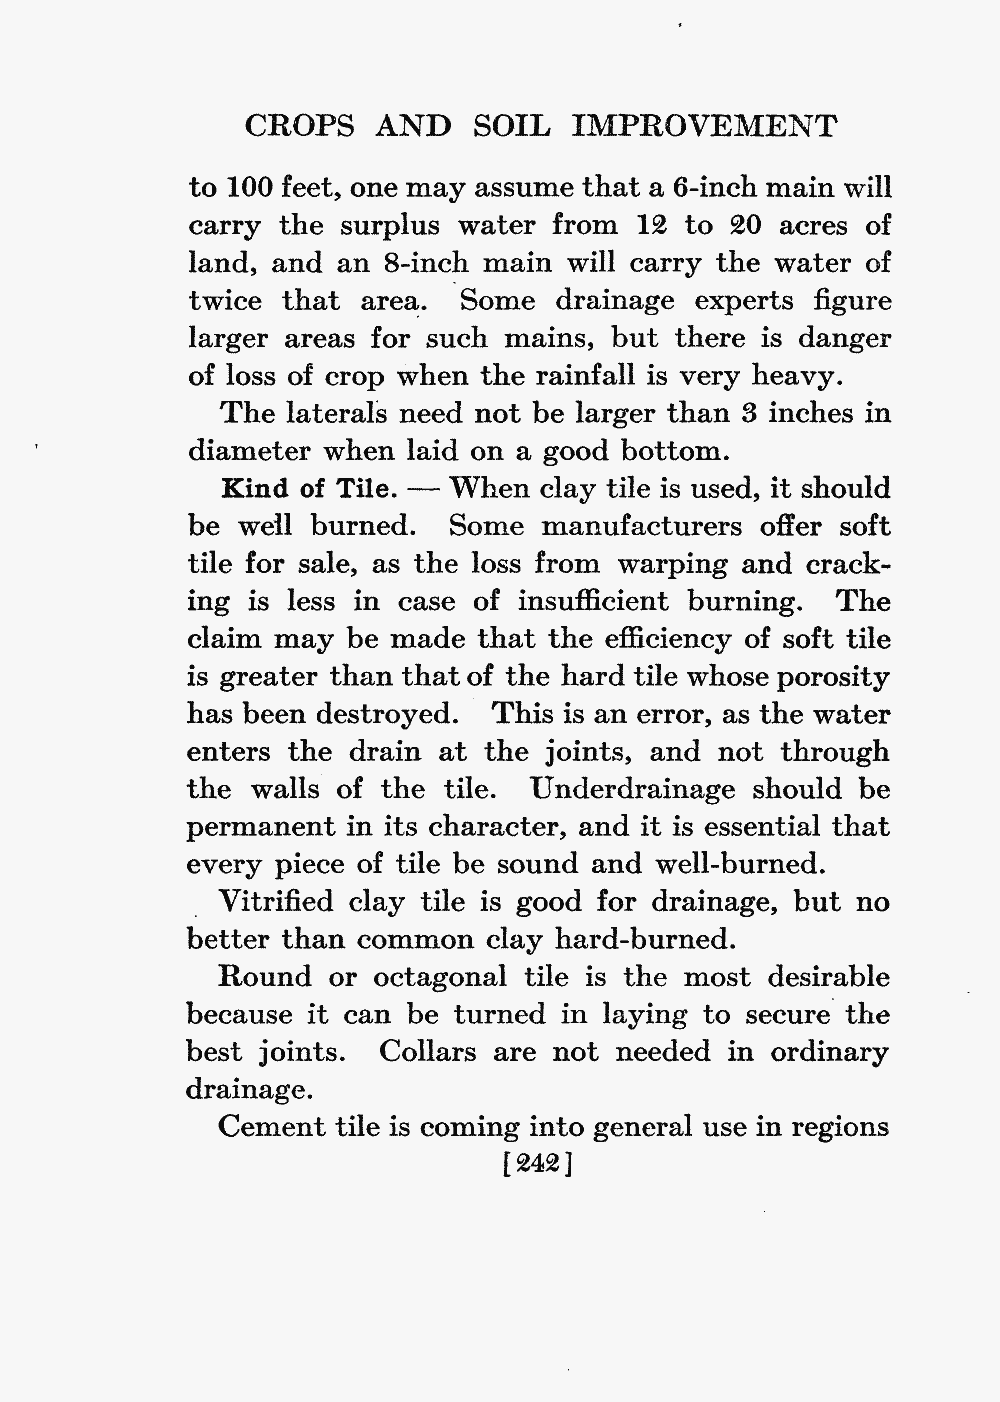 CROPS AND SOIL IMPROVEMENT
to 100 feet, one may assume that a 6-inch main will
carry the surplus water from 12 to 20 acres of
land, and an 8-inch main will carry the water of
twice that area. Some drainage experts figure
larger areas for such mains, but there is danger
of loss of crop when the rainfall is very heavy.
The laterals need not be larger than 3 inches in
diameter when laid on a good bottom.
Kind of Tile. — When clay tile is used, it should
be well burned. Some manufacturers offer soft
tile for sale, as the loss from warping and crack-
ing is less in case of insufficient burning. The
claim may be made that the efficiency of soft tile
is greater than that of the hard tile whose porosity
has been destroyed. This is an error, as the water
enters the drain at the joints, and not through
the walls of the tile. Underdrainage should be
permanent in its character, and it is essential that
every piece of tile be sound and well-burned.
Vitrified clay tile is good for drainage, but no
better than common clay hard-burned.
Round or octagonal tile is the most desirable
because it can be turned in laying to secure the
best joints. Collars are not needed in ordinary
drainage.
Cement tile is coming into general use in regions
[242]